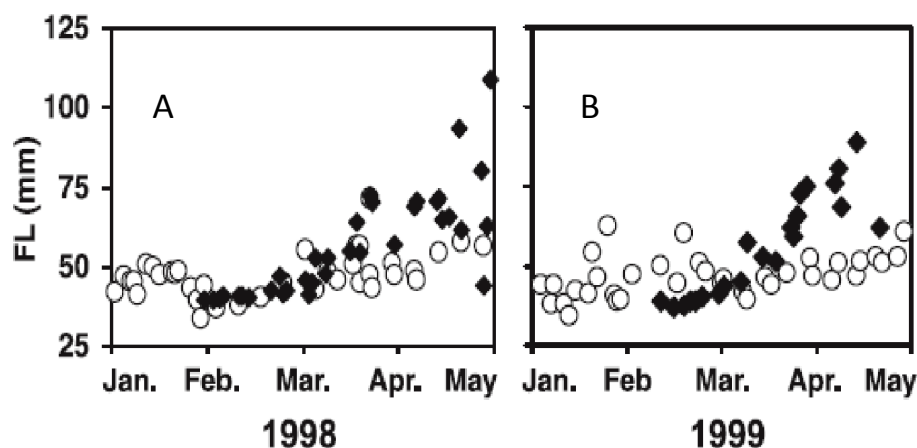 125
100
75
50
25
FL (mm)
A
B
Jan. Feb. Mar. Apr. May
Jan. Feb Mar. Apr. May
1998
1999